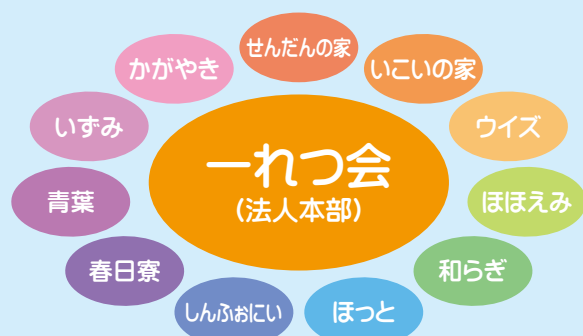 せんだんの家
かがやき
いこいの家
いずみ
ウイズ
一れつ会
(法人本部)
青葉
ほほえみ
春日寮
和らぎ
しんふぉにい
ほっと